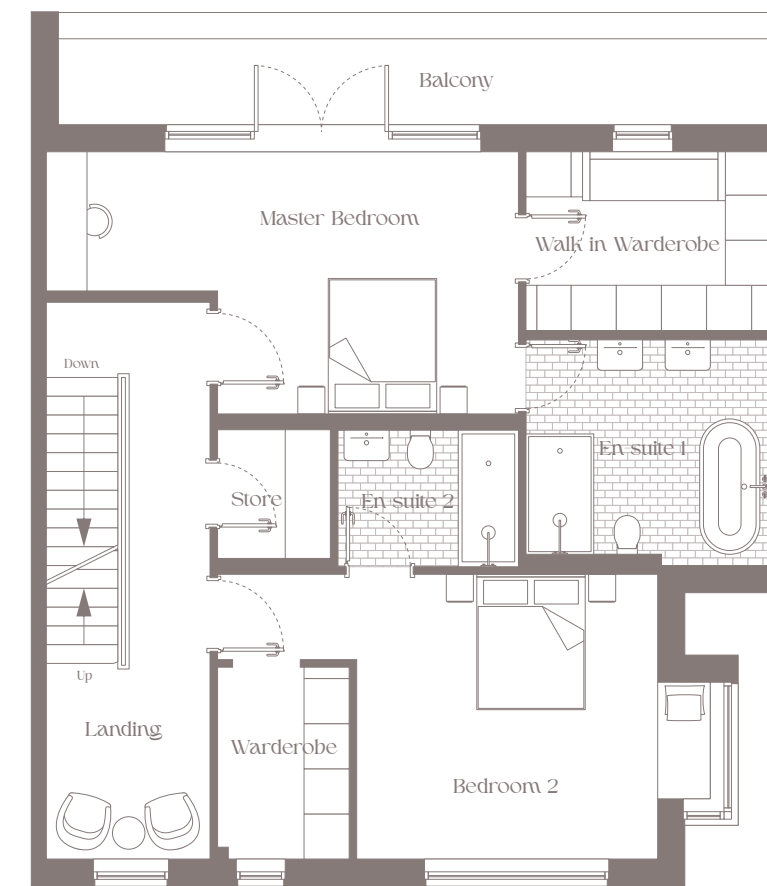 Balcony
Master Bedroom
Walk in Warderobe
Down
En suite 1
Store
En suite 2
Up
Landing
Warderobe
Bedroom 2